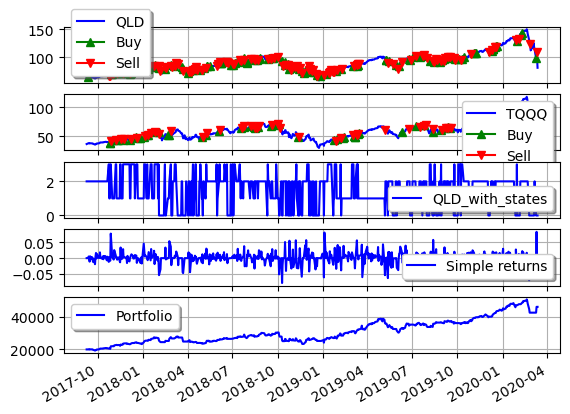 150
100
QLD
Buy
Sell
100
50
TQQQ
Buy
Sell
2
0
QLD_with_states
0.05
0.00
−0.05
Simple returns
40000
20000
Portfolio
2017-10 2018-01 2018-04 2018-07 2018-10 2019-01 2019-04 2019-07 2019-10 2020-01 2020-04